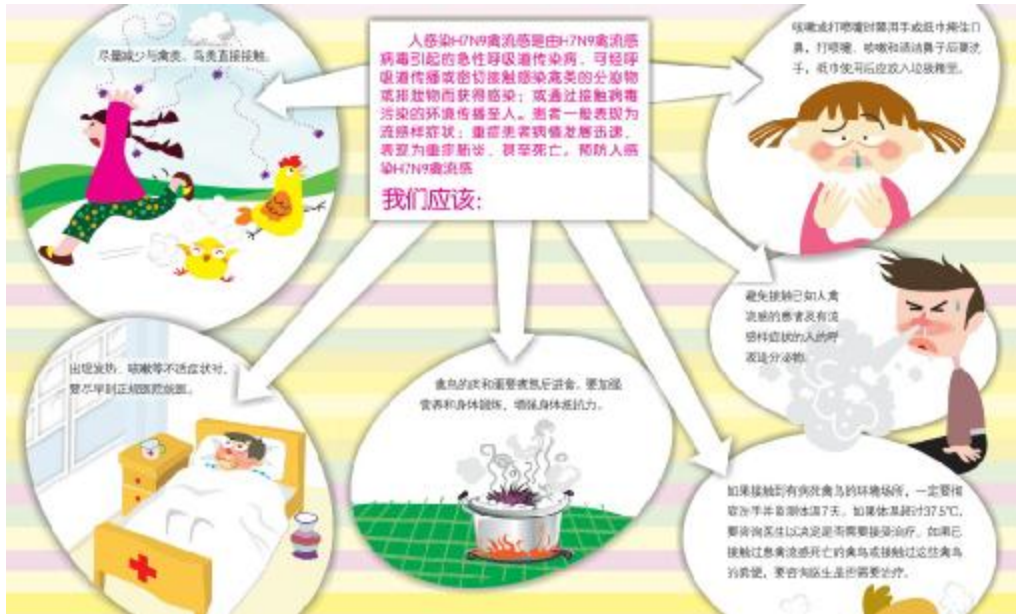 人感染H7N9禽流感是由H7N9禽流感
病毒引起的急性呼吸道传染病，可经呼
吸道传播或密切接触感染禽类的分泌物
或排泄物而获得感染；或通过接触病毒
污染的环境传播至人。患者一般表现为
流感样症状；重症患者病情发展迅速，
表现为重症肺炎，甚至死亡。预防人感
染H7N9禽流感
我们应该：
尽量减少与禽类、鸟类直接接触。
咳嗽或打喷嚏时要用手或纸巾掩住口
鼻，打喷嚏、咳嗽和清洁鼻子后要洗
手，纸巾使用后应放入垃圾箱里。
避免接触已知人禽
流感的患者及有流
感样症状的人的呼
吸道分泌物。
出现发热、咳嗽等不适症状时，
要尽早到正规医院就医。
禽鸟的肉和蛋要煮熟后进食。要加强
营养和身体锻炼，增强身体抵抗力。
如果接触到有病死禽鸟的环境场所，一定要彻
底洗手并监测体温7天。如果体温超过37.5℃，
要咨询医生以决定是否需要接受治疗。如果已
接触过患禽流感死亡的禽鸟或接触过这些禽鸟
的粪便，要咨询医生是否需要治疗。